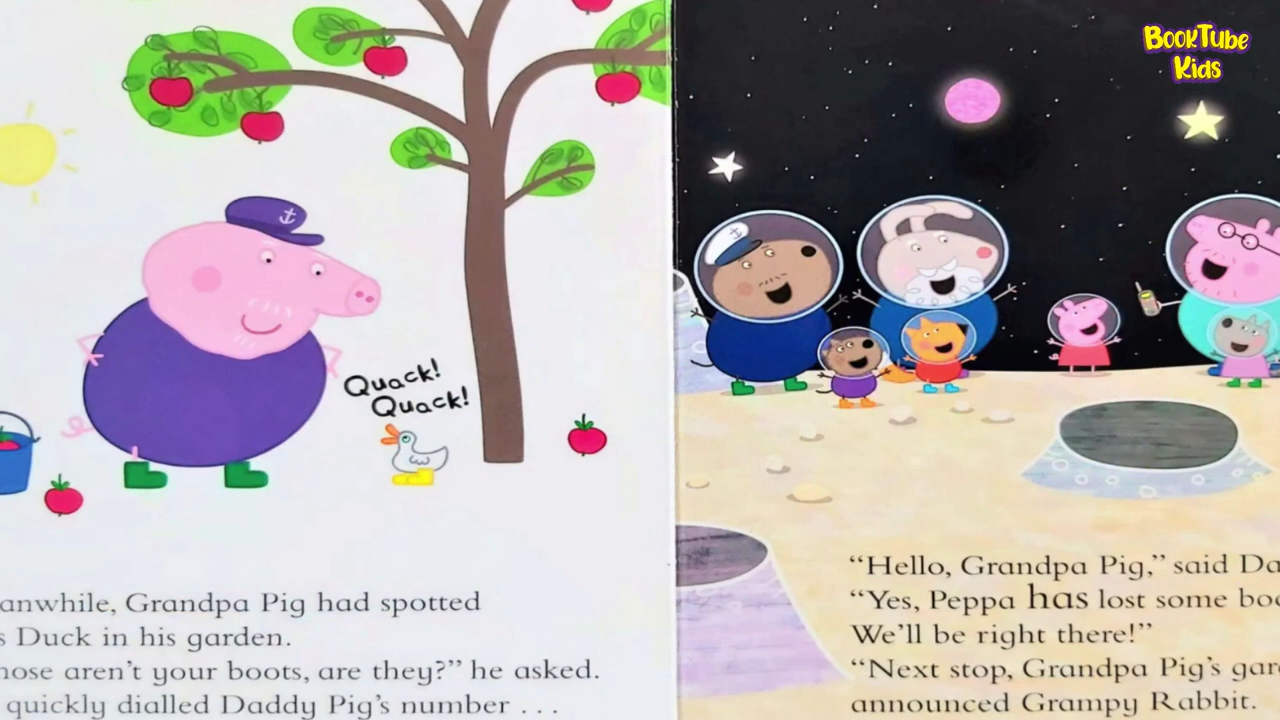 BookTube
Kids
Quack!
Quack!
anwhile, Grandpa Pig had spotted
s Duck in his garden.
hose aren't your boots, are they?” he asked.
quickly dialled Daddy Pig's number . . .
“Hello, Grandpa Pig,” said Da
“Yes, Peppa has lost some boo
We'll be right there!”
“Next stop, Grandpa Pig's gar
announced Grampy Rabbit.